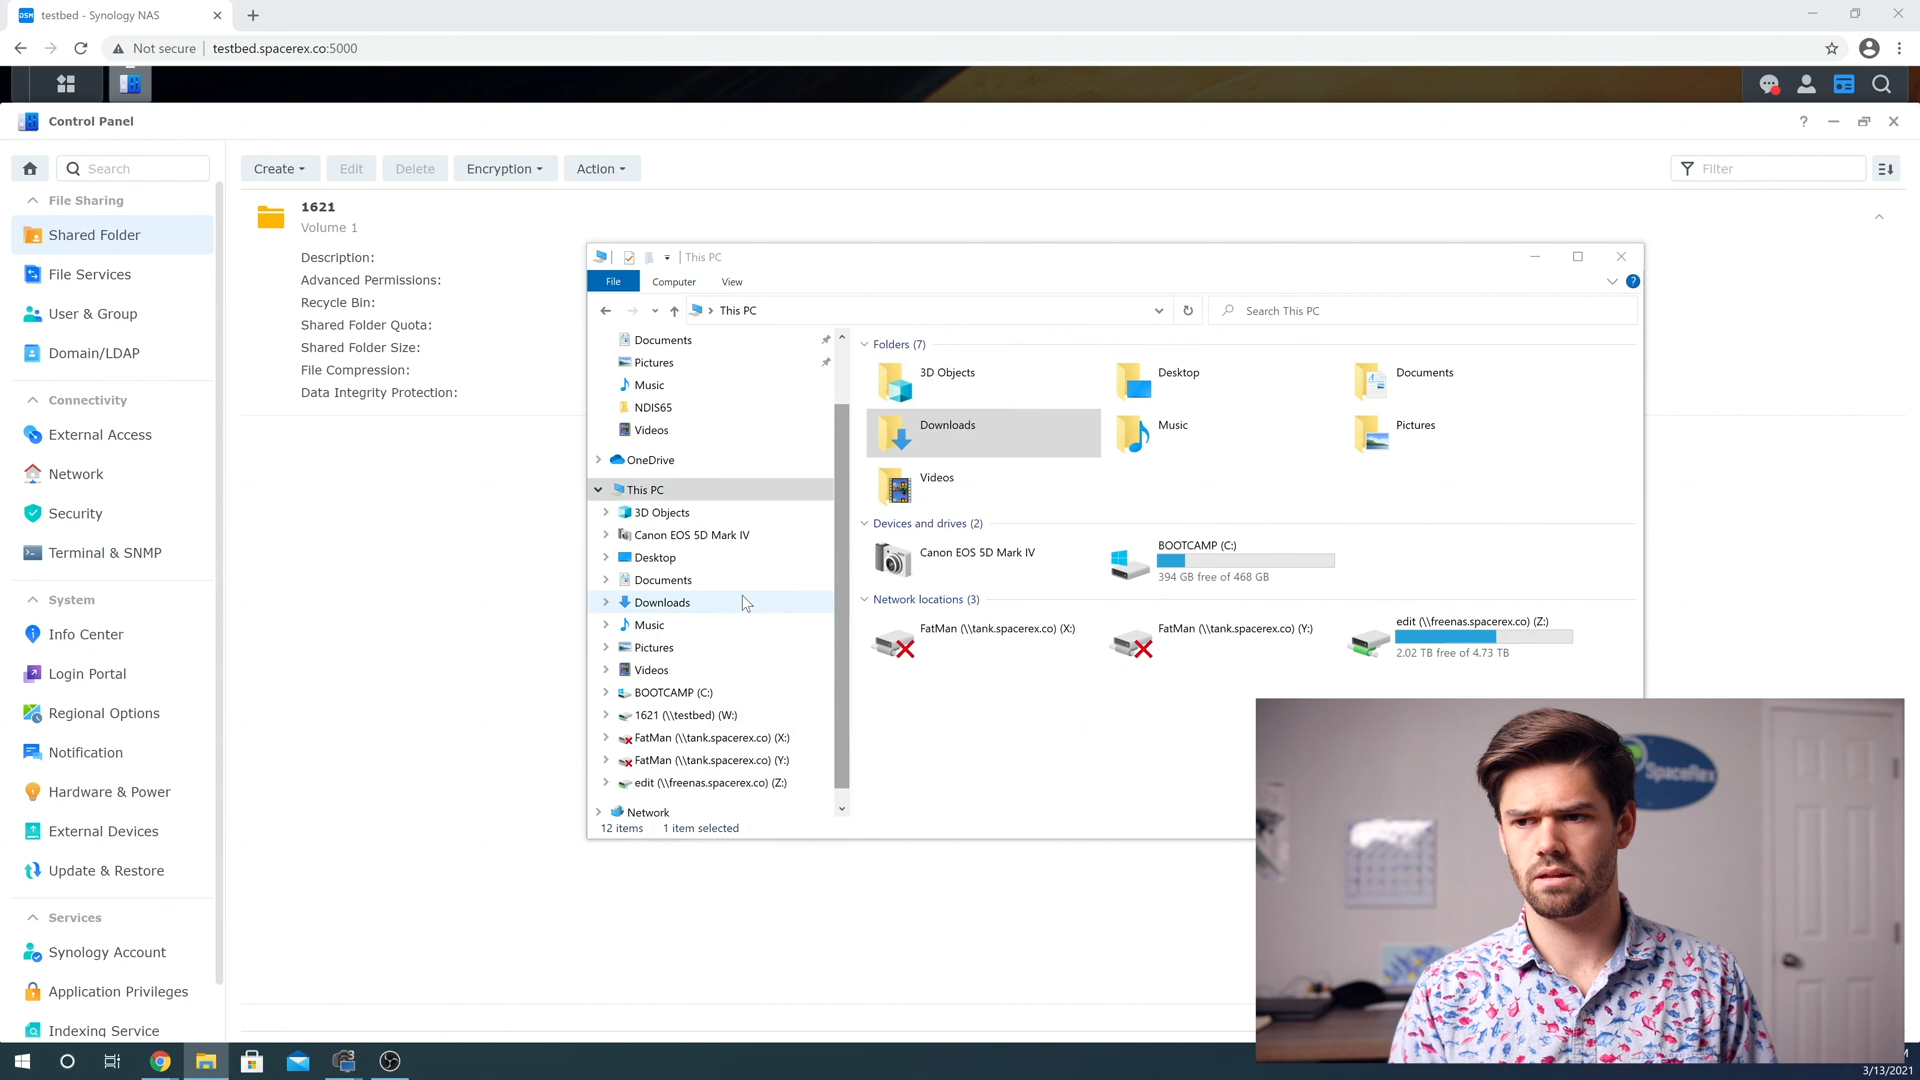 testbed - Synology NAS
Not secure
testbed.spacerex.co:5000
Control Panel
Search
File Sharing
Shared Folder
File Services
User & Group
Domain/LDAP
Connectivity
External Access
Network
Security
Terminal & SNMP
System
Info Center
Login Portal
Regional Options
Notification
Hardware & Power
External Devices
Update & Restore
Services
Synology Account
Application Privileges
Indexing Service
Create
Edit
Delete
Encryption
Action
Filter
1621
Volume 1
Description:
Advanced Permissions:
Recycle Bin:
Shared Folder Quota:
Shared Folder Size:
File Compression:
Data Integrity Protection:
This PC
File
Computer
View
This PC
Search This PC
Documents
Pictures
Music
NDIS65
Videos
OneDrive
This PC
3D Objects
Canon EOS 5D Mark IV
Desktop
Documents
Downloads
Music
Pictures
Videos
BOOTCAMP (C:)
1621 (\\testbed) (W:)
FatMan (\\tank.spacerex.co) (X:)
FatMan (\\tank.spacerex.co) (Y:)
edit (\\freenas.spacerex.co) (Z:)
Network
12 items
1 item selected
Folders (7)
3D Objects
Desktop
Documents
Downloads
Music
Pictures
Videos
Devices and drives (2)
Canon EOS 5D Mark IV
BOOTCAMP (C:)
394 GB free of 468 GB
Network locations (3)
FatMan (\\tank.spacerex.co) (X:)
FatMan (\\tank.spacerex.co) (Y:)
edit (\\freenas.spacerex.co) (Z:)
2.02 TB free of 4.73 TB
SpaceRex
3/13/2021